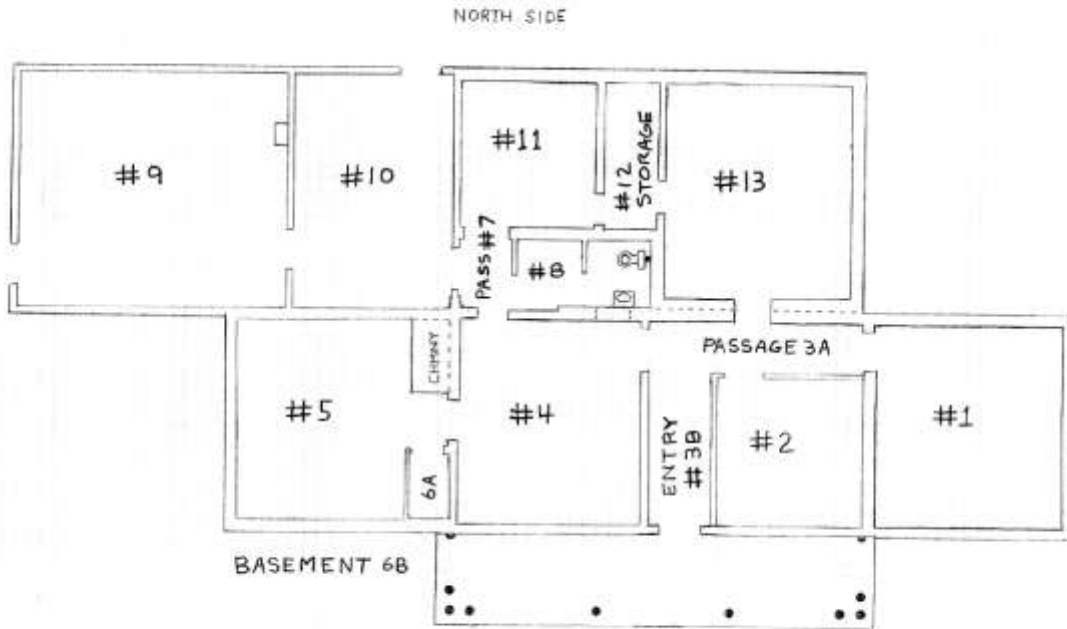 NORTH SIDE
#9
#10
#11
#12
STORAGE
#13
PASS #7
#8
CHMNY
PASSAGE 3A
#5
#4
6A
ENTRY
#3B
#2
#1
BASEMENT 6B